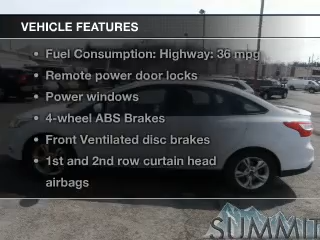 VEHICLE FEATURES
• Fuel Consumption: Highway: 36 mpg
• Remote power door locks
• Power windows
• 4-wheel ABS Brakes
• Front Ventilated disc brakes
• 1st and 2nd row curtain head
airbags
SUMMIT